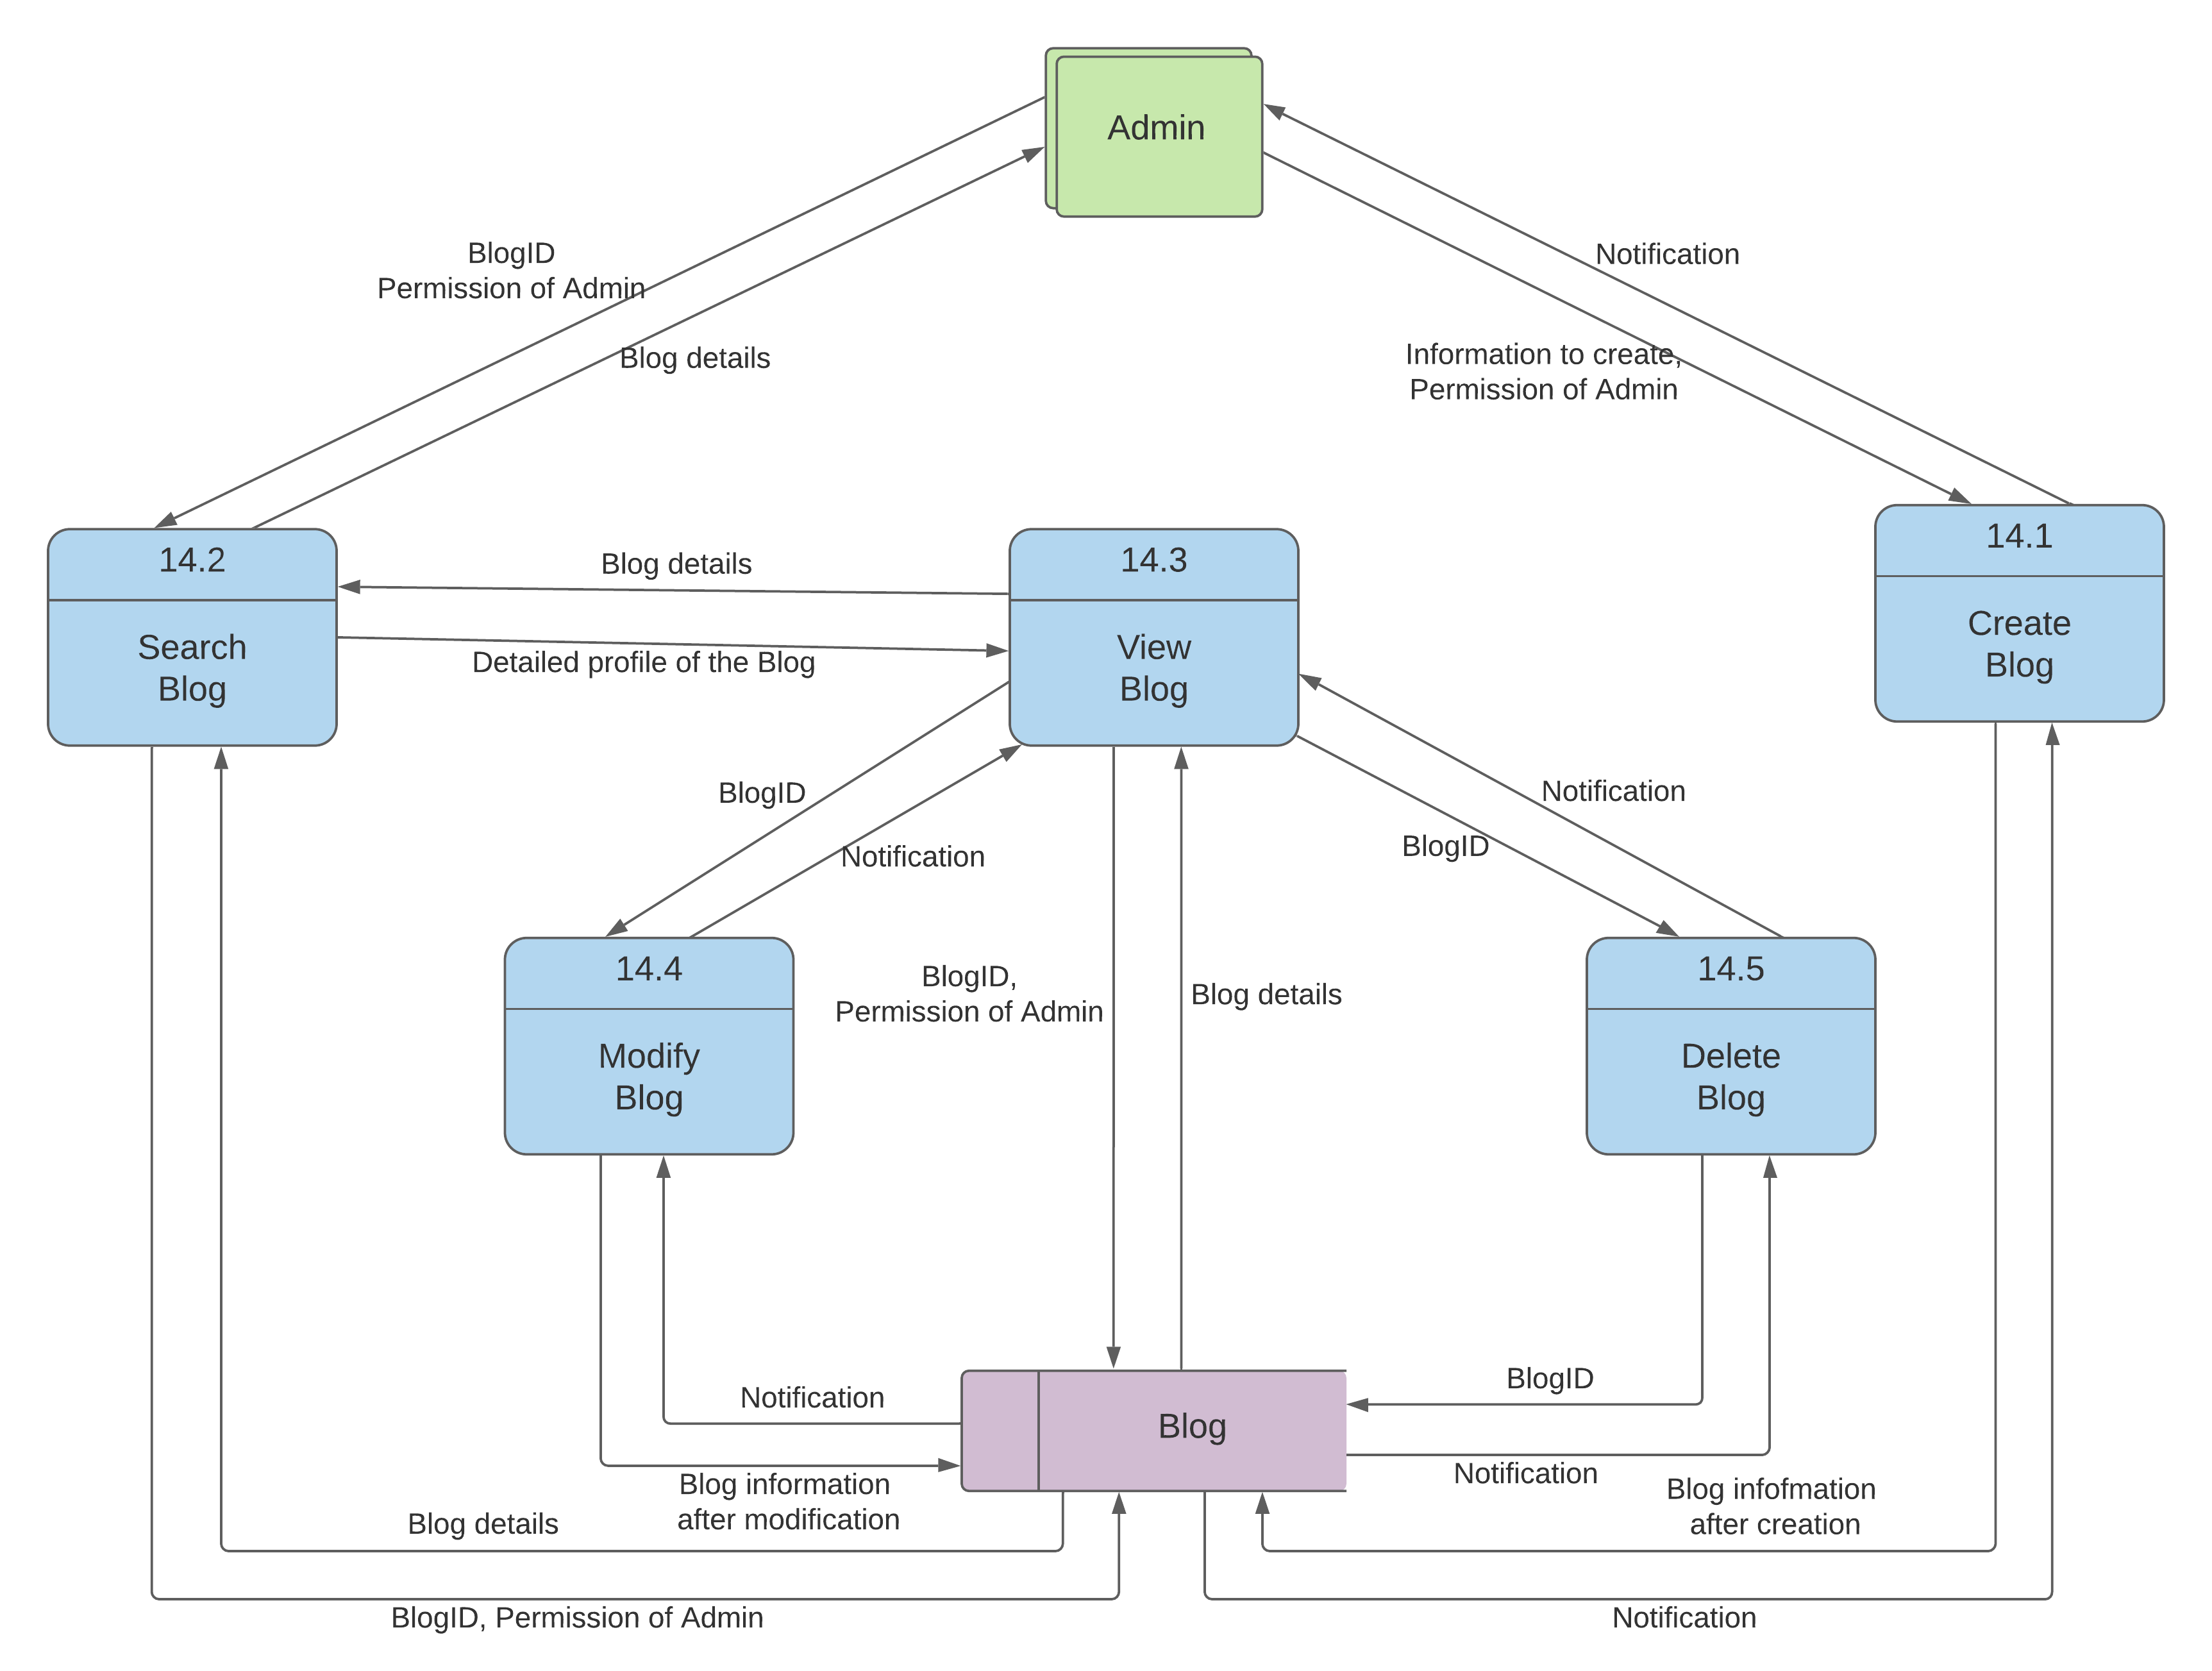 Admin
BlogID
Permission of Admin
Notification
Blog details
Information to create,
Permission of Admin
14.2
Search
Blog
Blog details
Detailed profile of the Blog
14.3
View
Blog
14.1
Create
Blog
BlogID
Notification
Notification
BlogID
14.4
Modify
Blog
BlogID,
Permission of Admin
Blog details
14.5
Delete
Blog
Notification
Blog
BlogID
Notification
Blog information
after modification
Blog details
Blog infofmation
after creation
BlogID, Permission of Admin
Notification